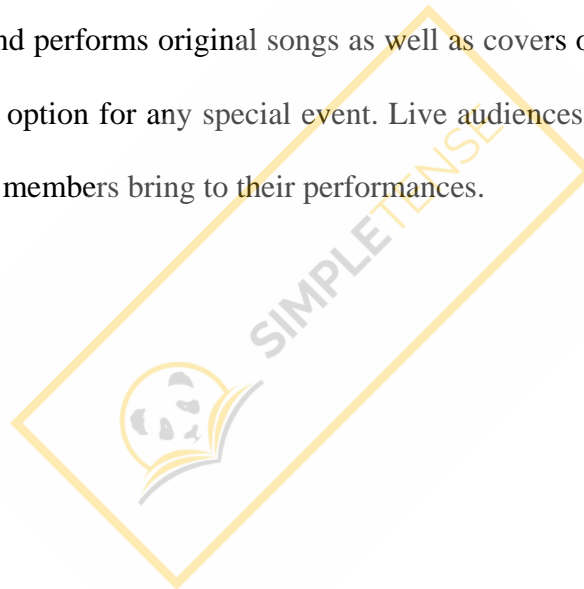 nd performs original songs as well as covers o
option for any special event. Live audiences
members bring to their performances.
SIMPLETENSE